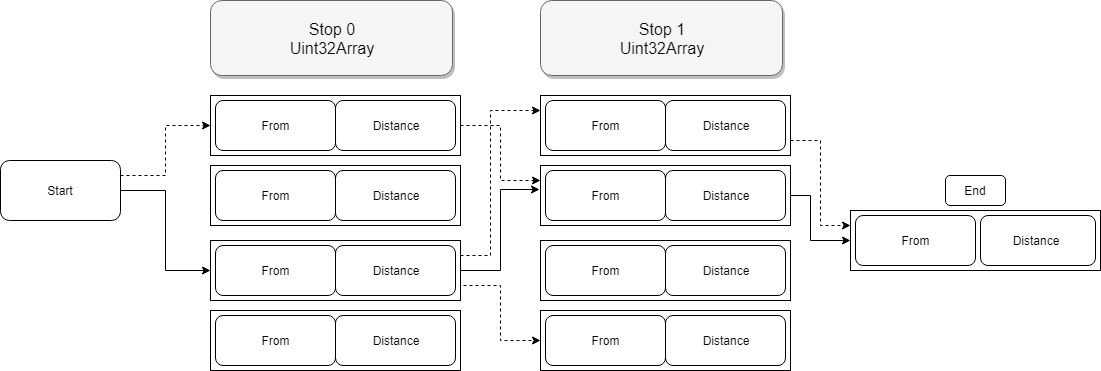 Stop 0
Uint32Array
Stop 1
Uint32Array
From
Distance
From
Distance
Start
From
Distance
From
Distance
End
From
Distance
From
Distance
From
Distance
From
Distance
From
Distance